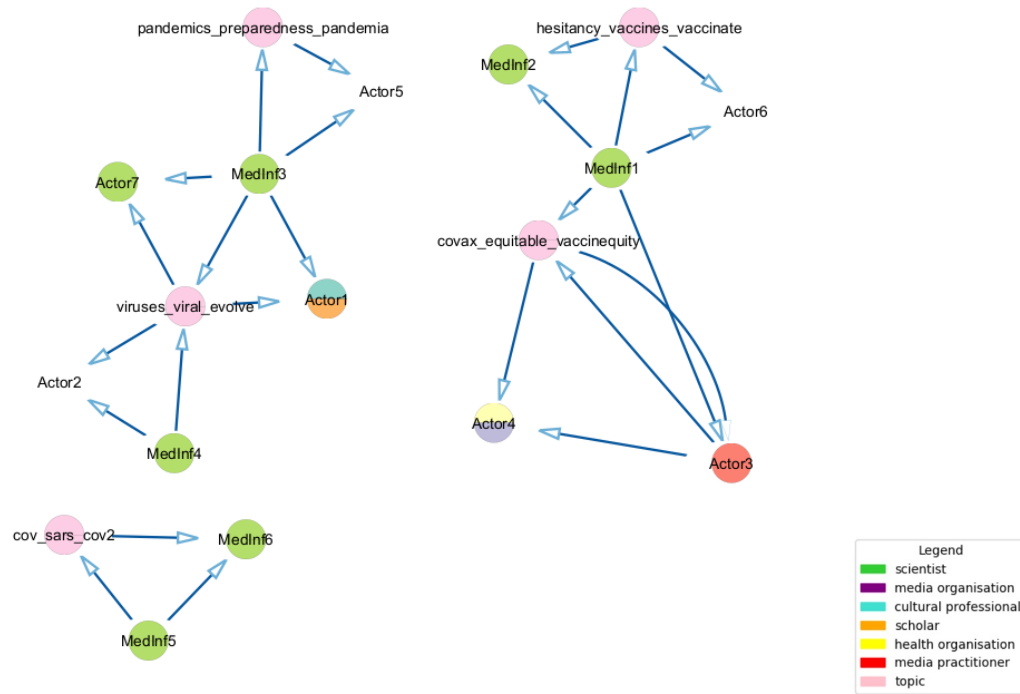 pandemics_preparedness_pandemia
hesitancy_vaccines_vaccinate
MedInf2
Actor5
Actor6
MedInf3
MedInf1
Actor7
covax_equitable_vaccinequity
viruses_viral_evolve
Actor1
Actor2
Actor4
MedInf4
Actor3
cov_sars_cov2
MedInf6
MedInf5
Legend
scientist
media organisation
cultural professional
scholar
health organisation
media practitioner
topic